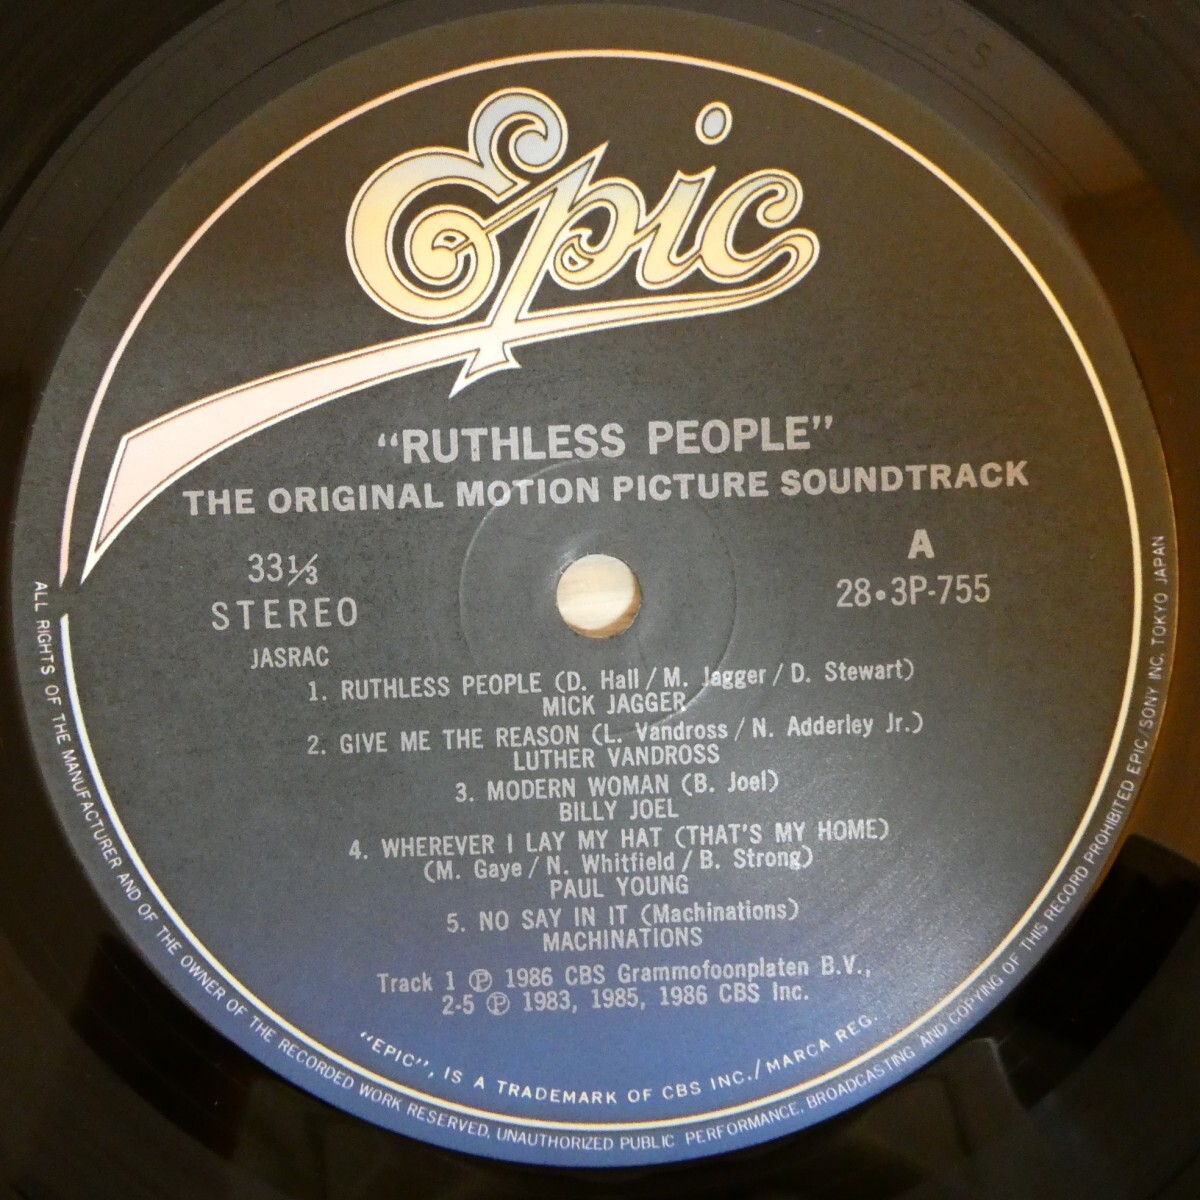 Epic
"RUTHLESS PEOPLE"
THE ORIGINAL MOTION PICTURE SOUNDTRACK
33⅓
STEREO
JASRAC
A
28•3P-755
1. RUTHLESS PEOPLE (D. Hall / M. Jagger / D. Stewart)
MICK JAGGER
2. GIVE ME THE REASON (L. Vandross / N. Adderley Jr.)
LUTHER VANDROSS
3. MODERN WOMAN (B. Joel)
BILLY JOEL
4. WHEREVER I LAY MY HAT (THAT'S MY HOME)
(M. Gaye / N. Whitfield / B. Strong)
PAUL YOUNG
5. NO SAY IN IT (Machinations)
MACHINATIONS
Track 1 ℗ 1986 CBS Grammofoonplaten B.V.,
2-5 ℗ 1983, 1985, 1986 CBS Inc.
"EPIC", IS A TRADEMARK OF CBS INC./MARCA REG.
ALL RIGHTS OF THE MANUFACTURER AND OF THE OWNER OF THE RECORDED WORK RESERVED. UNAUTHORIZED PUBLIC PERFORMANCE, BROADCASTING AND COPYING OF THIS RECORD PROHIBITED EPIC/SONY INC. TOKYO JAPAN